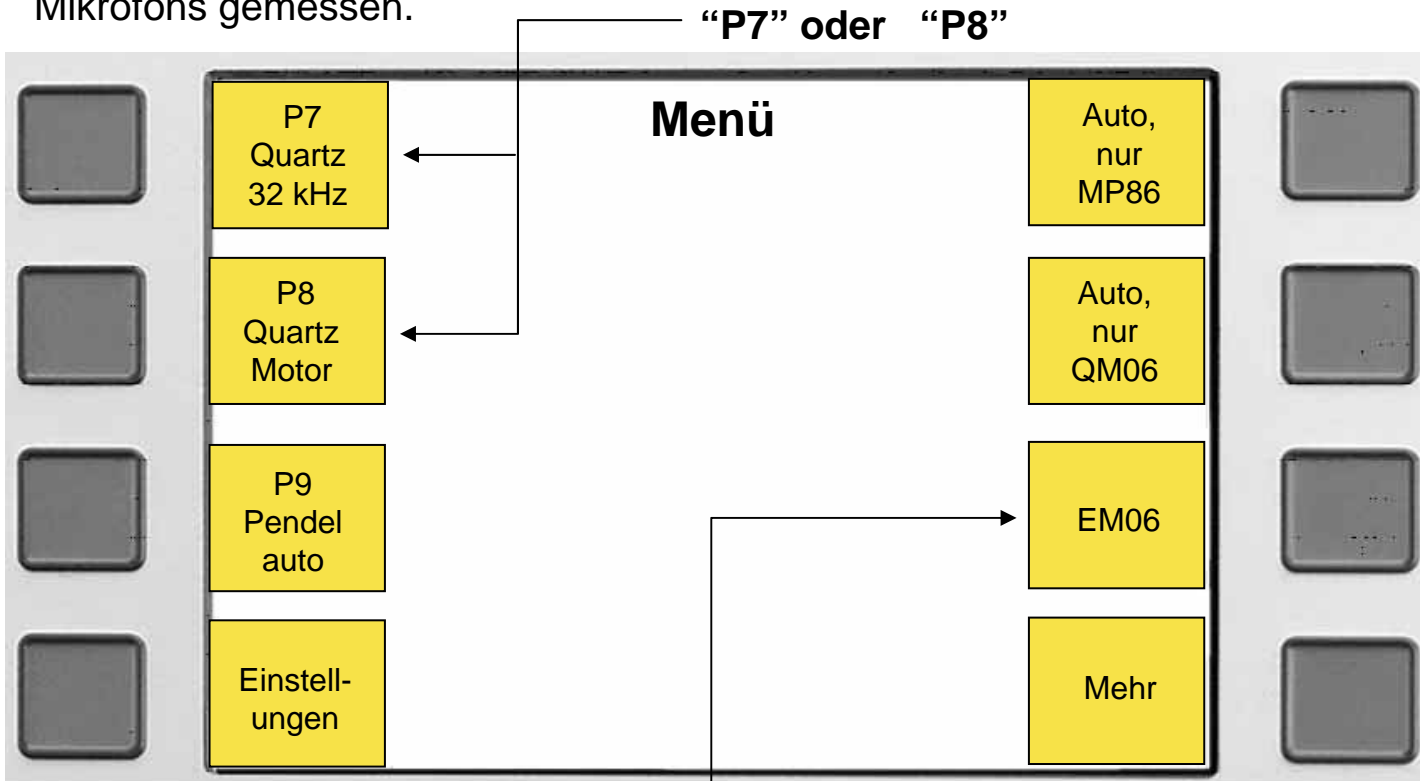 Mikrofons gemessen.
“P7” oder “P8”
Menü
P7
Quartz
32 kHz
P8
Quartz
Motor
P9
Pendel
auto
Einstell-
ungen
Auto,
nur
MP86
Auto,
nur
QM06
EM06
Mehr